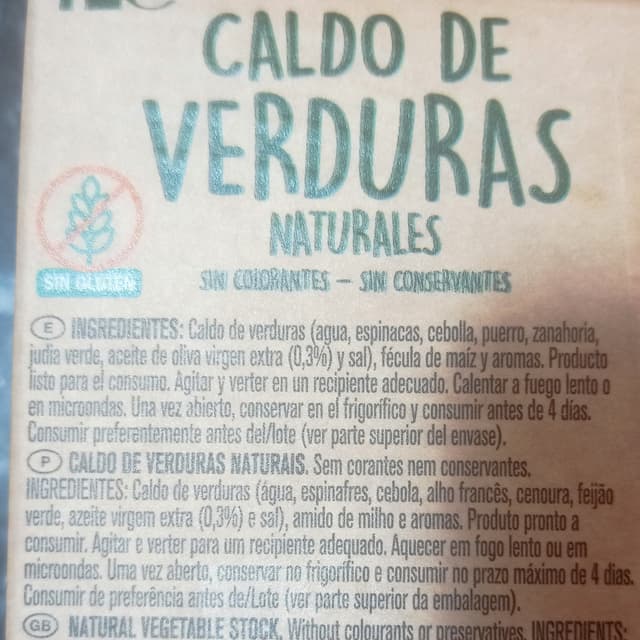 CALDO DE
VERDURAS
NATURALES
SIN GLUTEN
SIN COLORANTES – SIN CONSERVANTES
E INGREDIENTES: Caldo de verduras (agua, espinacas, cebolla, puerro, zanahoria,
judía verde, aceite de oliva virgen extra (0,3%) y sal), fécula de maíz y aromas. Producto
listo para el consumo. Agitar y verter en un recipiente adecuado. Calentar a fuego lento o
en microondas. Una vez abierto, conservar en el frigorífico y consumir antes de 4 días.
Consumir preferentemente antes del/lote (ver parte superior del envase).
P CALDO DE VERDURAS NATURAIS. Sem corantes nem conservantes.
INGREDIENTES: Caldo de verduras (água, espinafres, cebola, alho francês, cenoura, feijão
verde, azeite virgem extra (0,3%) e sal), amido de milho e aromas. Produto pronto a
consumir. Agitar e verter para um recipiente adequado. Aquecer em fogo lento ou em
microondas. Uma vez aberto, conservar no frigorífico e consumir no prazo máximo de 4 dias.
Consumir de preferência antes de/Lote (ver parte superior da embalagem).
GB NATURAL VEGETABLE STOCK. Without colourants or preservatives. INGREDIENTS: